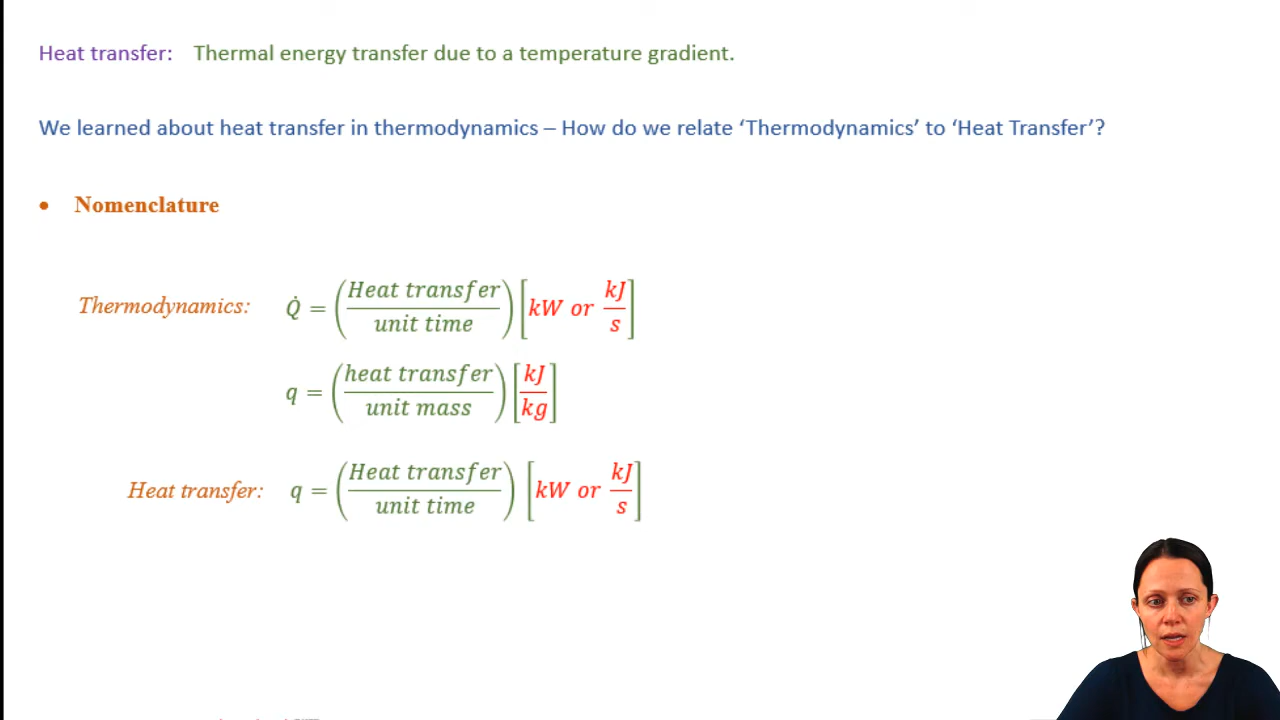 Heat transfer: Thermal energy transfer due to a temperature gradient.
We learned about heat transfer in thermodynamics – How do we relate ‘Thermodynamics’ to ‘Heat Transfer’?
• Nomenclature
Thermodynamics: Q̇ = (Heat transfer / unit time) [kW or kJ/s]
q = (heat transfer / unit mass) [kJ/kg]
Heat transfer: q = (Heat transfer / unit time) [kW or kJ/s]